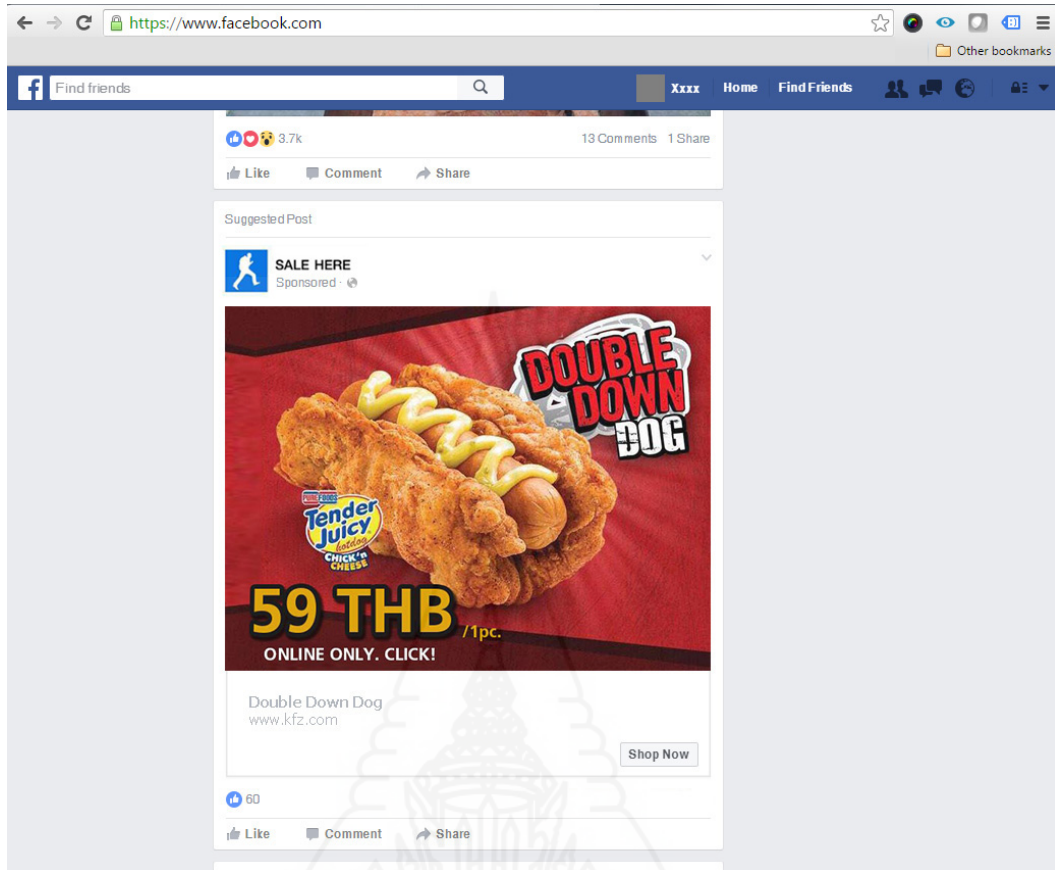 https://www.facebook.com
Other bookmarks
Find friends
Xxxx Home Find Friends
3.7k 13 Comments 1 Share
Like Comment Share
Suggested Post
SALE HERE
Sponsored ·
DOUBLE
DOWN
DOG
PUREFOODS
Tender
Juicy
hotdog
CHICK'n
CHEESE
59 THB /1pc.
ONLINE ONLY. CLICK!
Double Down Dog
www.kfz.com
Shop Now
60
Like Comment Share